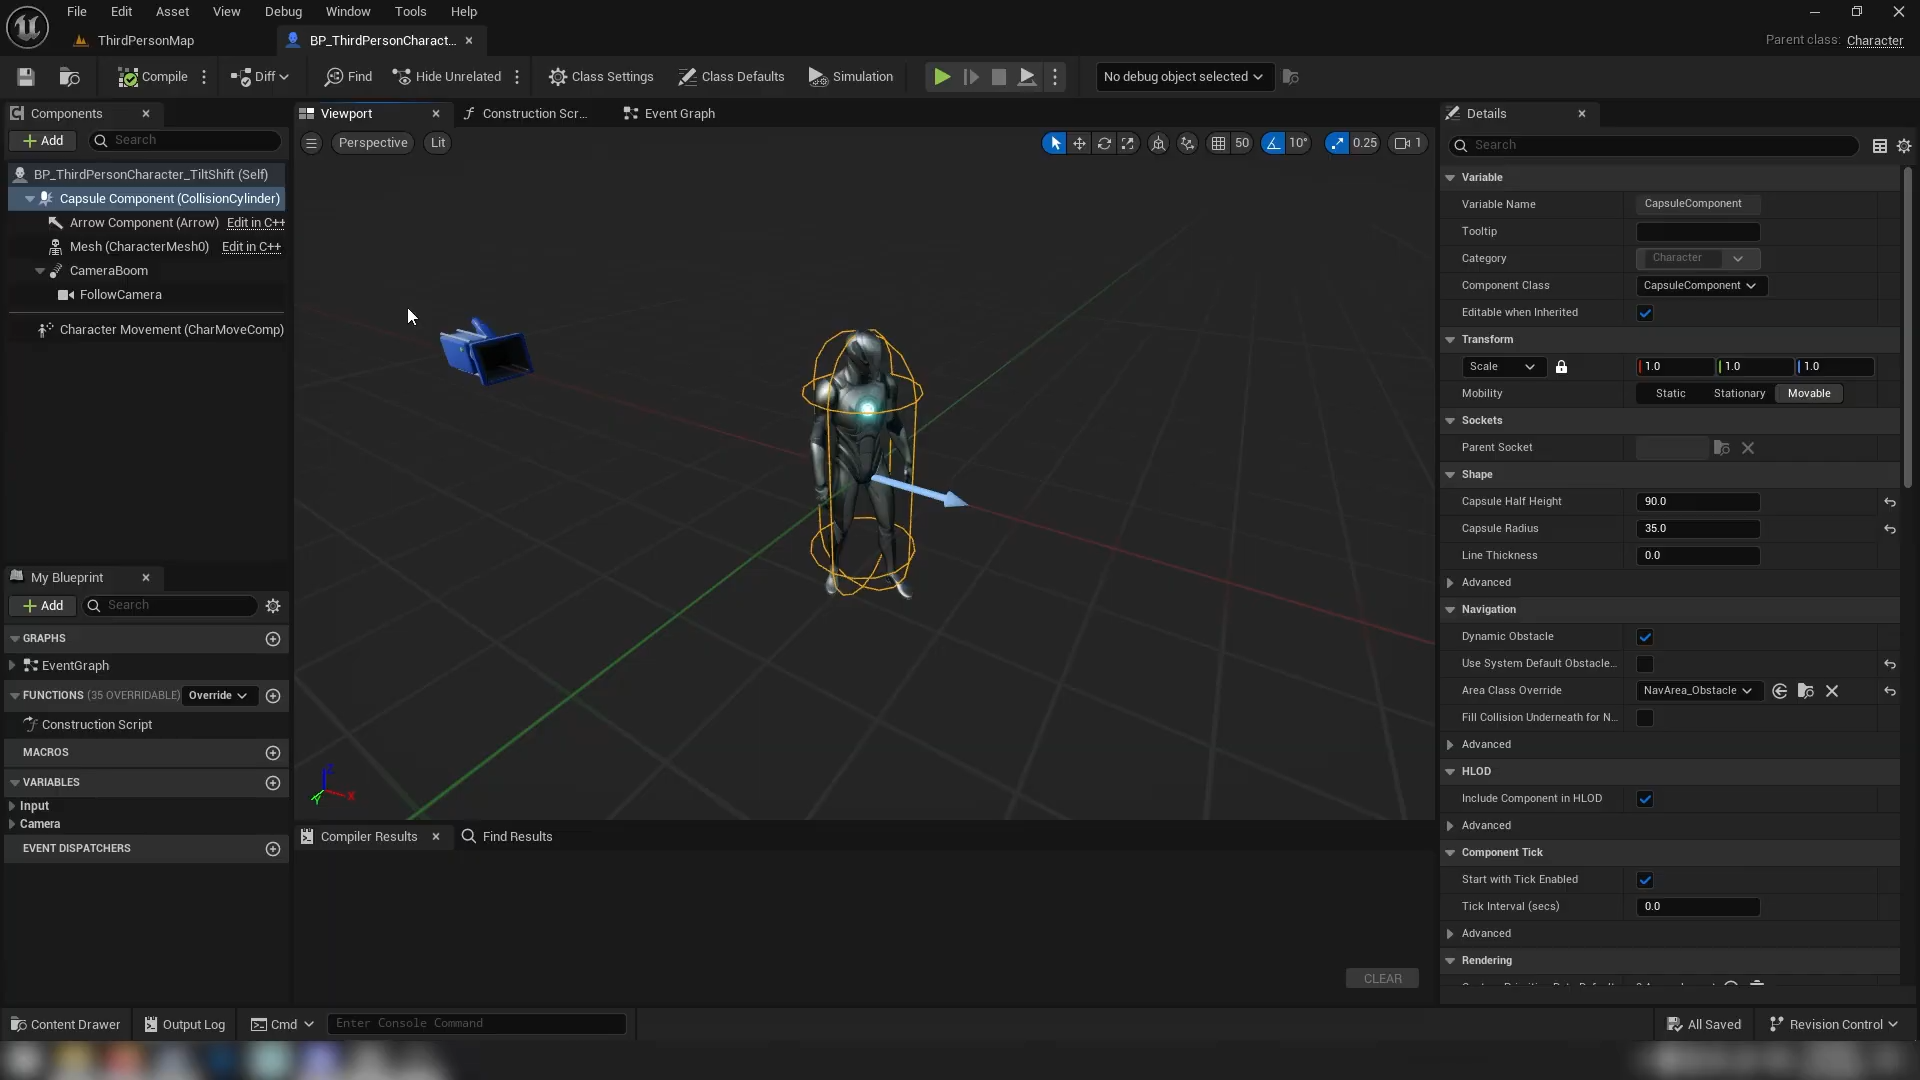 File Edit Asset View Debug Window Tools Help
ThirdPersonMap
BP_ThirdPersonCharact...
Parent class: Character
Compile
Diff
Find
Hide Unrelated
Class Settings
Class Defaults
Simulation
No debug object selected
Components
Add
Search
BP_ThirdPersonCharacter_TiltShift (Self)
Capsule Component (CollisionCylinder)
Arrow Component (Arrow) Edit in C++
Mesh (CharacterMesh0) Edit in C++
CameraBoom
FollowCamera
Character Movement (CharMoveComp)
My Blueprint
Add
Search
GRAPHS
EventGraph
FUNCTIONS (35 OVERRIDABLE) Override
Construction Script
MACROS
VARIABLES
Input
Camera
EVENT DISPATCHERS
Viewport
Construction Scr...
Event Graph
Perspective
Lit
50
10°
0.25
1
Z
X
Y
Compiler Results
Find Results
CLEAR
Details
Search
Variable
Variable Name CapsuleComponent
Tooltip
Category Character
Component Class CapsuleComponent
Editable when Inherited
Transform
Scale 1.0 1.0 1.0
Mobility Static Stationary Movable
Sockets
Parent Socket
Shape
Capsule Half Height 90.0
Capsule Radius 35.0
Line Thickness 0.0
Advanced
Navigation
Dynamic Obstacle
Use System Default Obstacle...
Area Class Override NavArea_Obstacle
Fill Collision Underneath for N...
Advanced
HLOD
Include Component in HLOD
Advanced
Component Tick
Start with Tick Enabled
Tick Interval (secs) 0.0
Advanced
Rendering
Content Drawer
Output Log
Cmd
Enter Console Command
All Saved
Revision Control